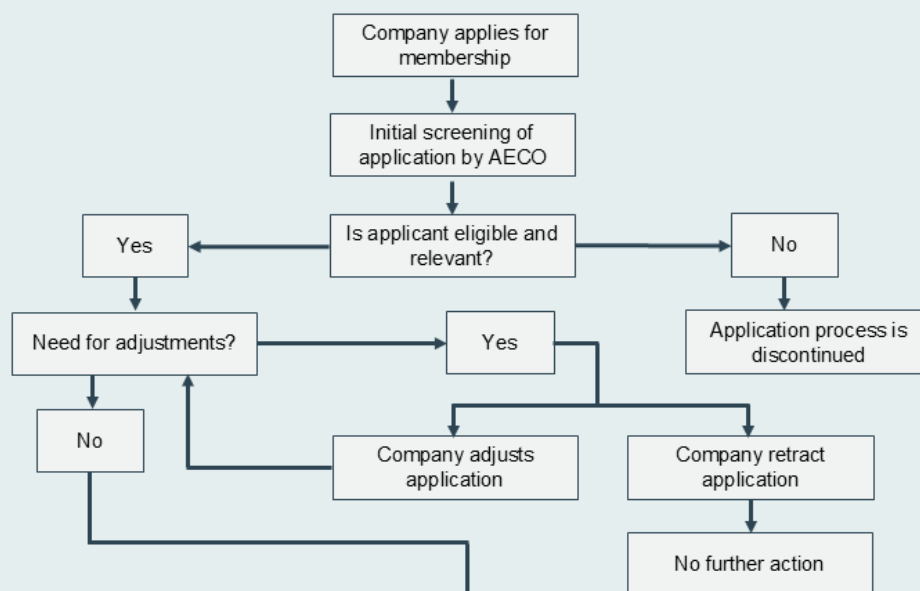 Company applies for
membership
Initial screening of
application by AECO
Is applicant eligible and
relevant?
Yes
No
Need for adjustments?
Yes
Application process is
discontinued
No
Company adjusts
application
Company retract
application
No further action